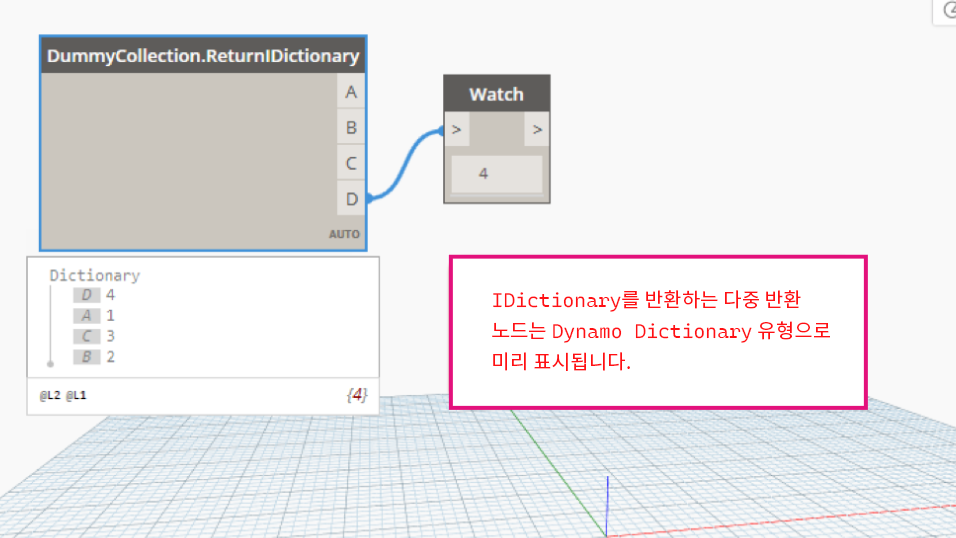 DummyCollection.ReturnIDictionary
A
B
C
D
AUTO
Watch
>
>
4
Dictionary
D 4
A 1
C 3
B 2
@L2 @L1
{4}
IDictionary를 반환하는 다중 반환
노드는 Dynamo Dictionary 유형으로
미리 표시됩니다.